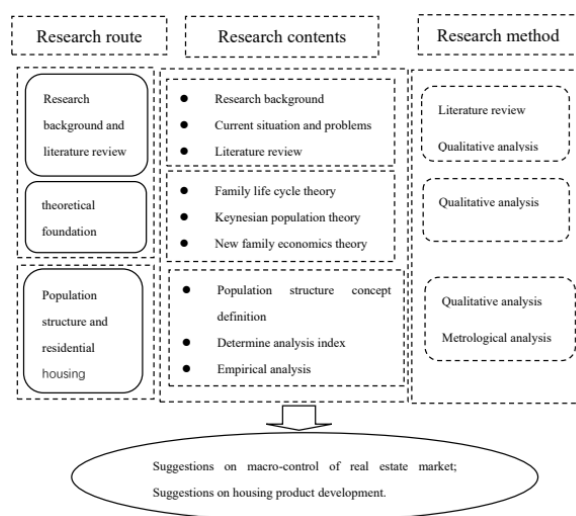 Research route
Research contents
Research method
Research
background and
literature review
● Research background
● Current situation and problems
● Literature review
Literature review
Qualitative analysis
theoretical
foundation
● Family life cycle theory
● Keynesian population theory
● New family economics theory
Qualitative analysis
Population
structure and
residential
housing
● Population structure concept
definition
● Determine analysis index
● Empirical analysis
Qualitative analysis
Metrological analysis
Suggestions on macro-control of real estate market;
Suggestions on housing product development.